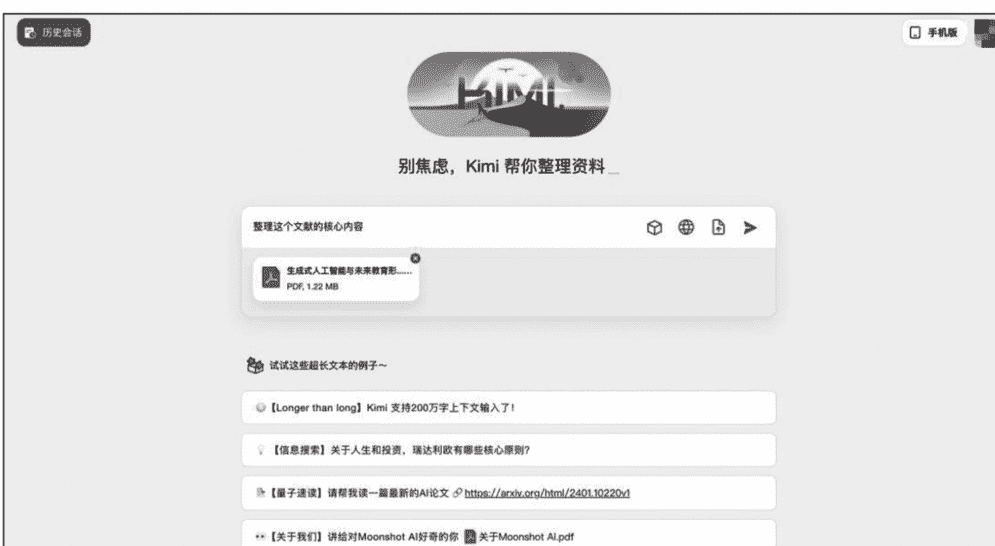 历史会话
手机版
KIMI.
别焦虑，Kimi 帮你整理资料_
整理这个文献的核心内容
生成式人工智能与未来教育形......
PDF, 1.22 MB
试试这些超长文本的例子～
【Longer than long】Kimi 支持200万字上下文输入了！
【信息搜索】关于人生和投资，瑞达利欧有哪些核心原则?
【量子速读】请帮我读一篇最新的AI论文 https://arxiv.org/html/2401.10220v1
【关于我们】讲给对Moonshot AI好奇的你 关于Moonshot AI.pdf